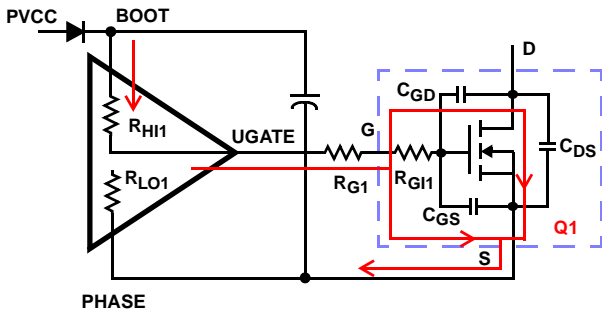 PVCC
BOOT
D
CGD
RHI1
UGATE
G
CDS
RLO1
RG1
RGI1
CGS
Q1
S
PHASE